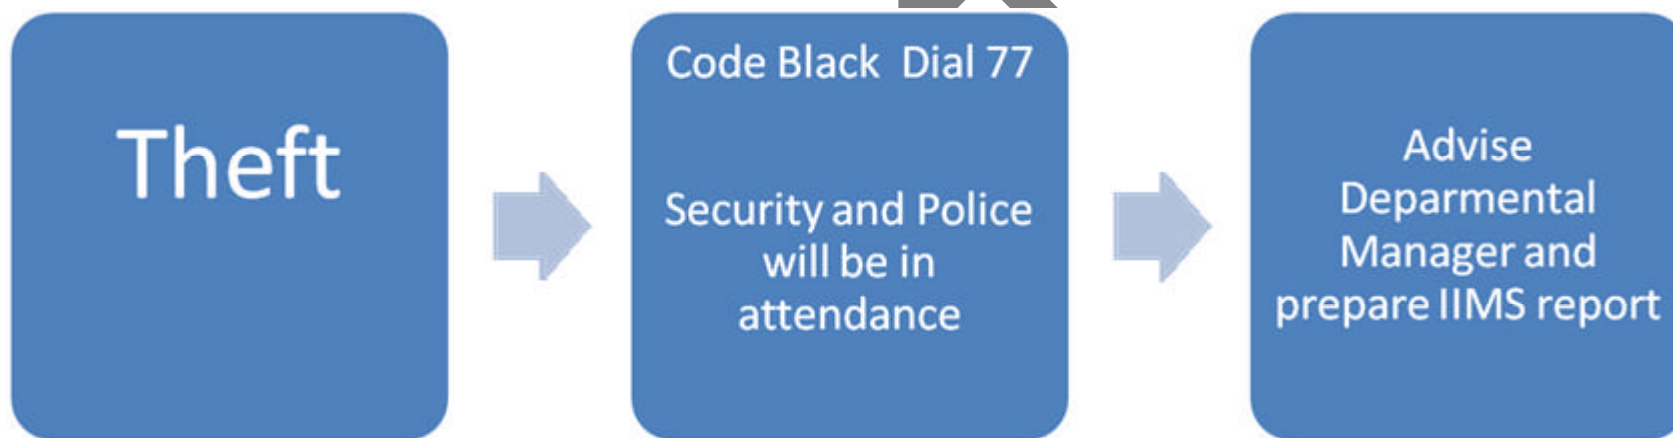 Theft
Code Black Dial 77
Security and Police
will be in
attendance
Advise
Deparmental
Manager and
prepare IIMS report